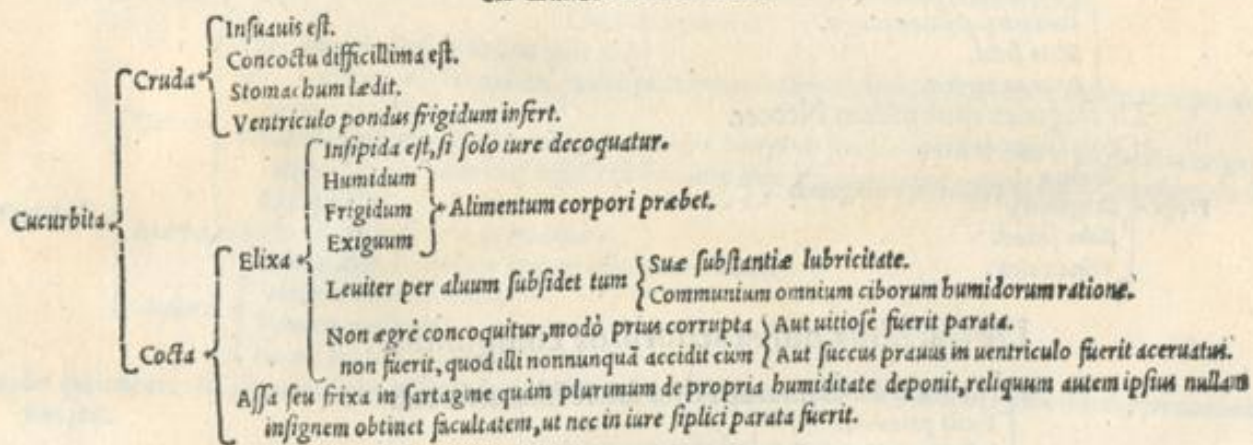 Insuauis est.
Concoctu difficillima est.
Cruda
Stomachum lædit.
Ventriculo pondus frigidum infert.
Insipida est, si solo iure decoquatur.
Humidum
Frigidum
Alimentum corpori præbet.
Exiguum
Cucurbita.
Elixa
Leuiter per aluum subsidet tum
Suæ substantiæ lubricitate.
Communium omnium ciborum humidorum ratione.
Non ægrè concoquitur, modò prius corrupta
non fuerit, quod illi nonnunquã accidit cùm
Aut uitiosè fuerit parata.
Aut succus prauus in uentriculo fuerit aceruatus.
Cocta
Assa seu frixa in sartagine quàm plurimum de propria humiditate deponit, reliquum autem ipsius nullam
insignem obtinet facultatem, ut nec in iure siplici parata fuerit.